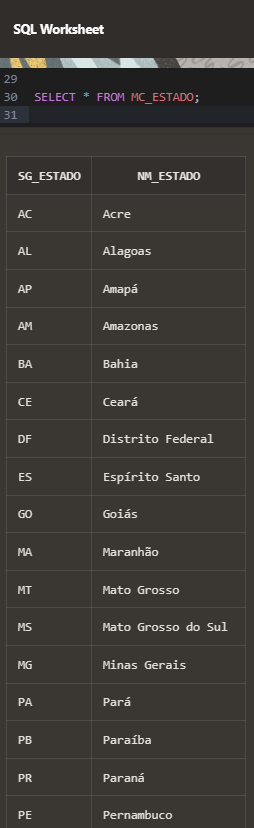 SQL Worksheet
29
30 SELECT * FROM MC_ESTADO;
31
SG_ESTADO NM_ESTADO
AC Acre
AL Alagoas
AP Amapá
AM Amazonas
BA Bahia
CE Ceará
DF Distrito Federal
ES Espírito Santo
GO Goiás
MA Maranhão
MT Mato Grosso
MS Mato Grosso do Sul
MG Minas Gerais
PA Pará
PB Paraíba
PR Paraná
PE Pernambuco